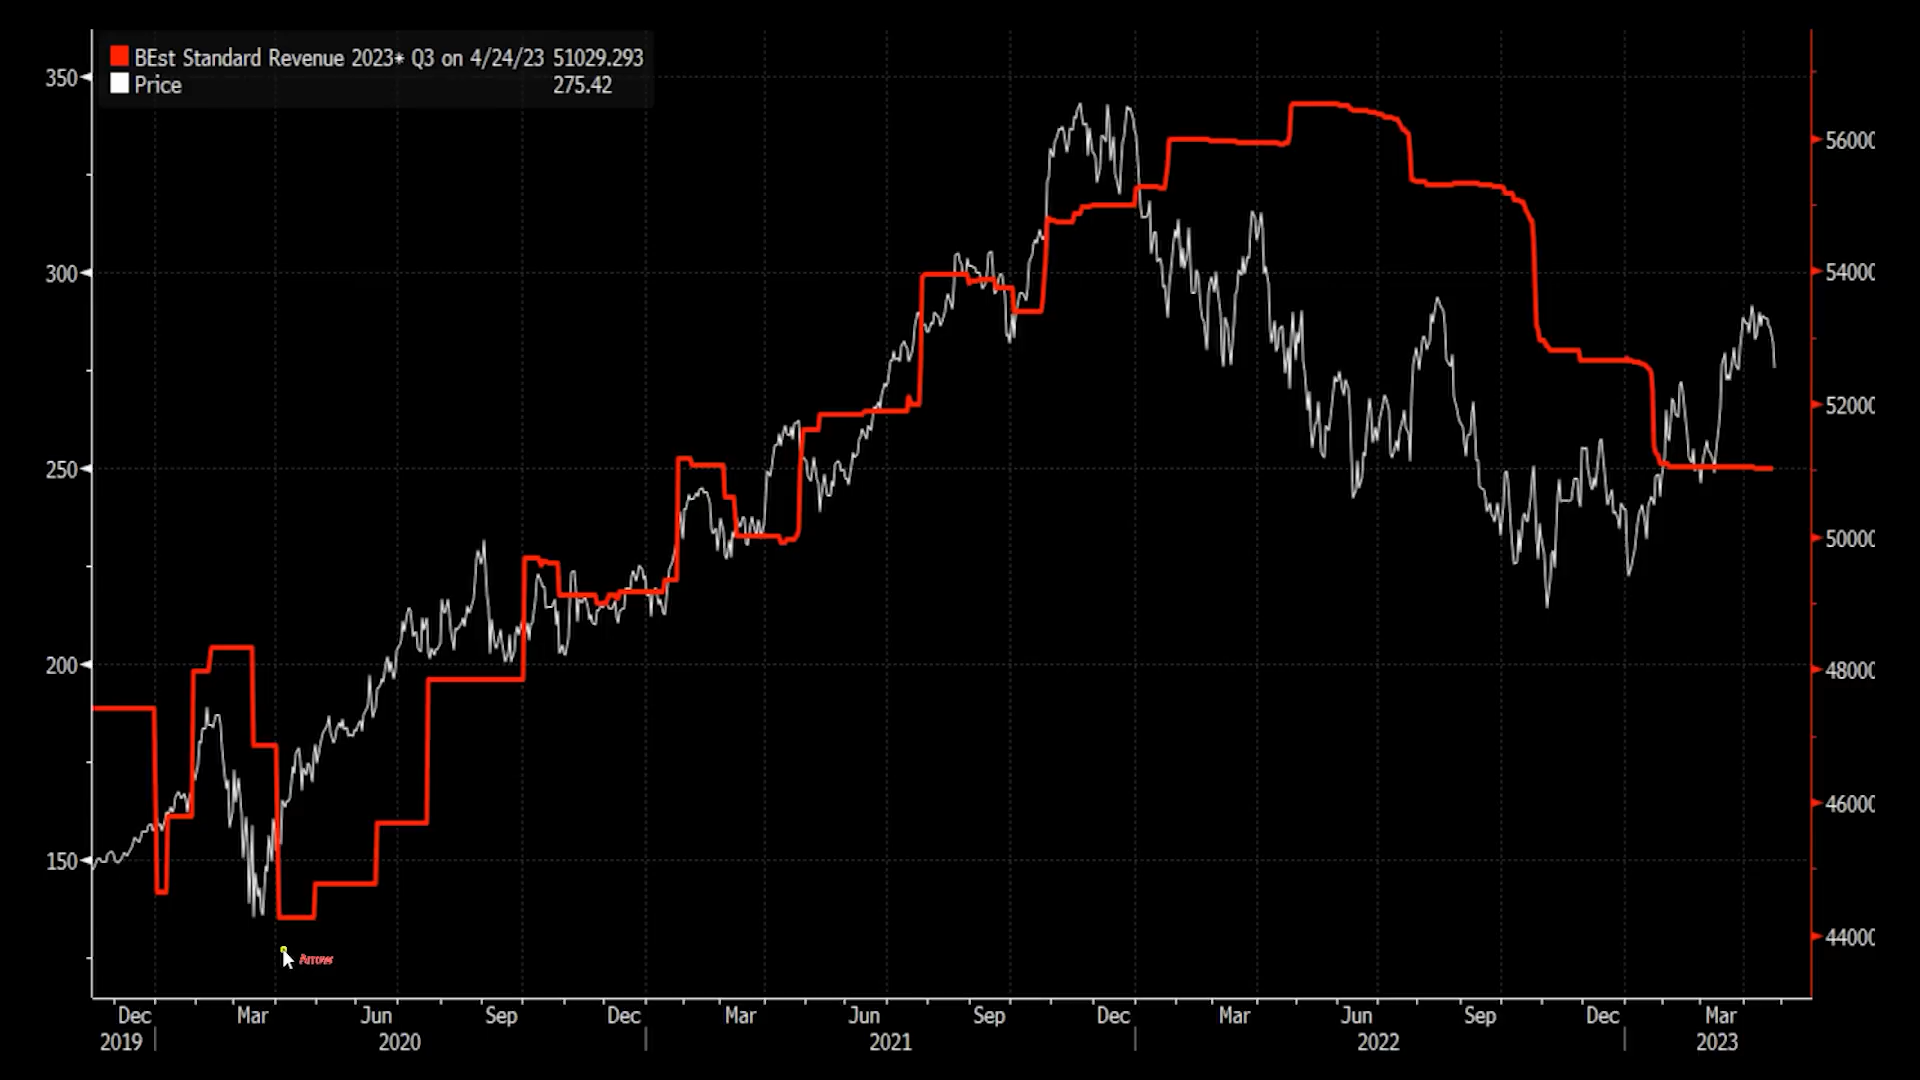 BEst Standard Revenue 2023* Q3 on 4/24/23 51029.293
Price 275.42
350
300
250
200
150
56000
54000
52000
50000
48000
46000
44000
Arrow
Dec Mar Jun Sep Dec Mar Jun Sep Dec Mar Jun Sep Dec Mar
2019 2020 2021 2022 2023